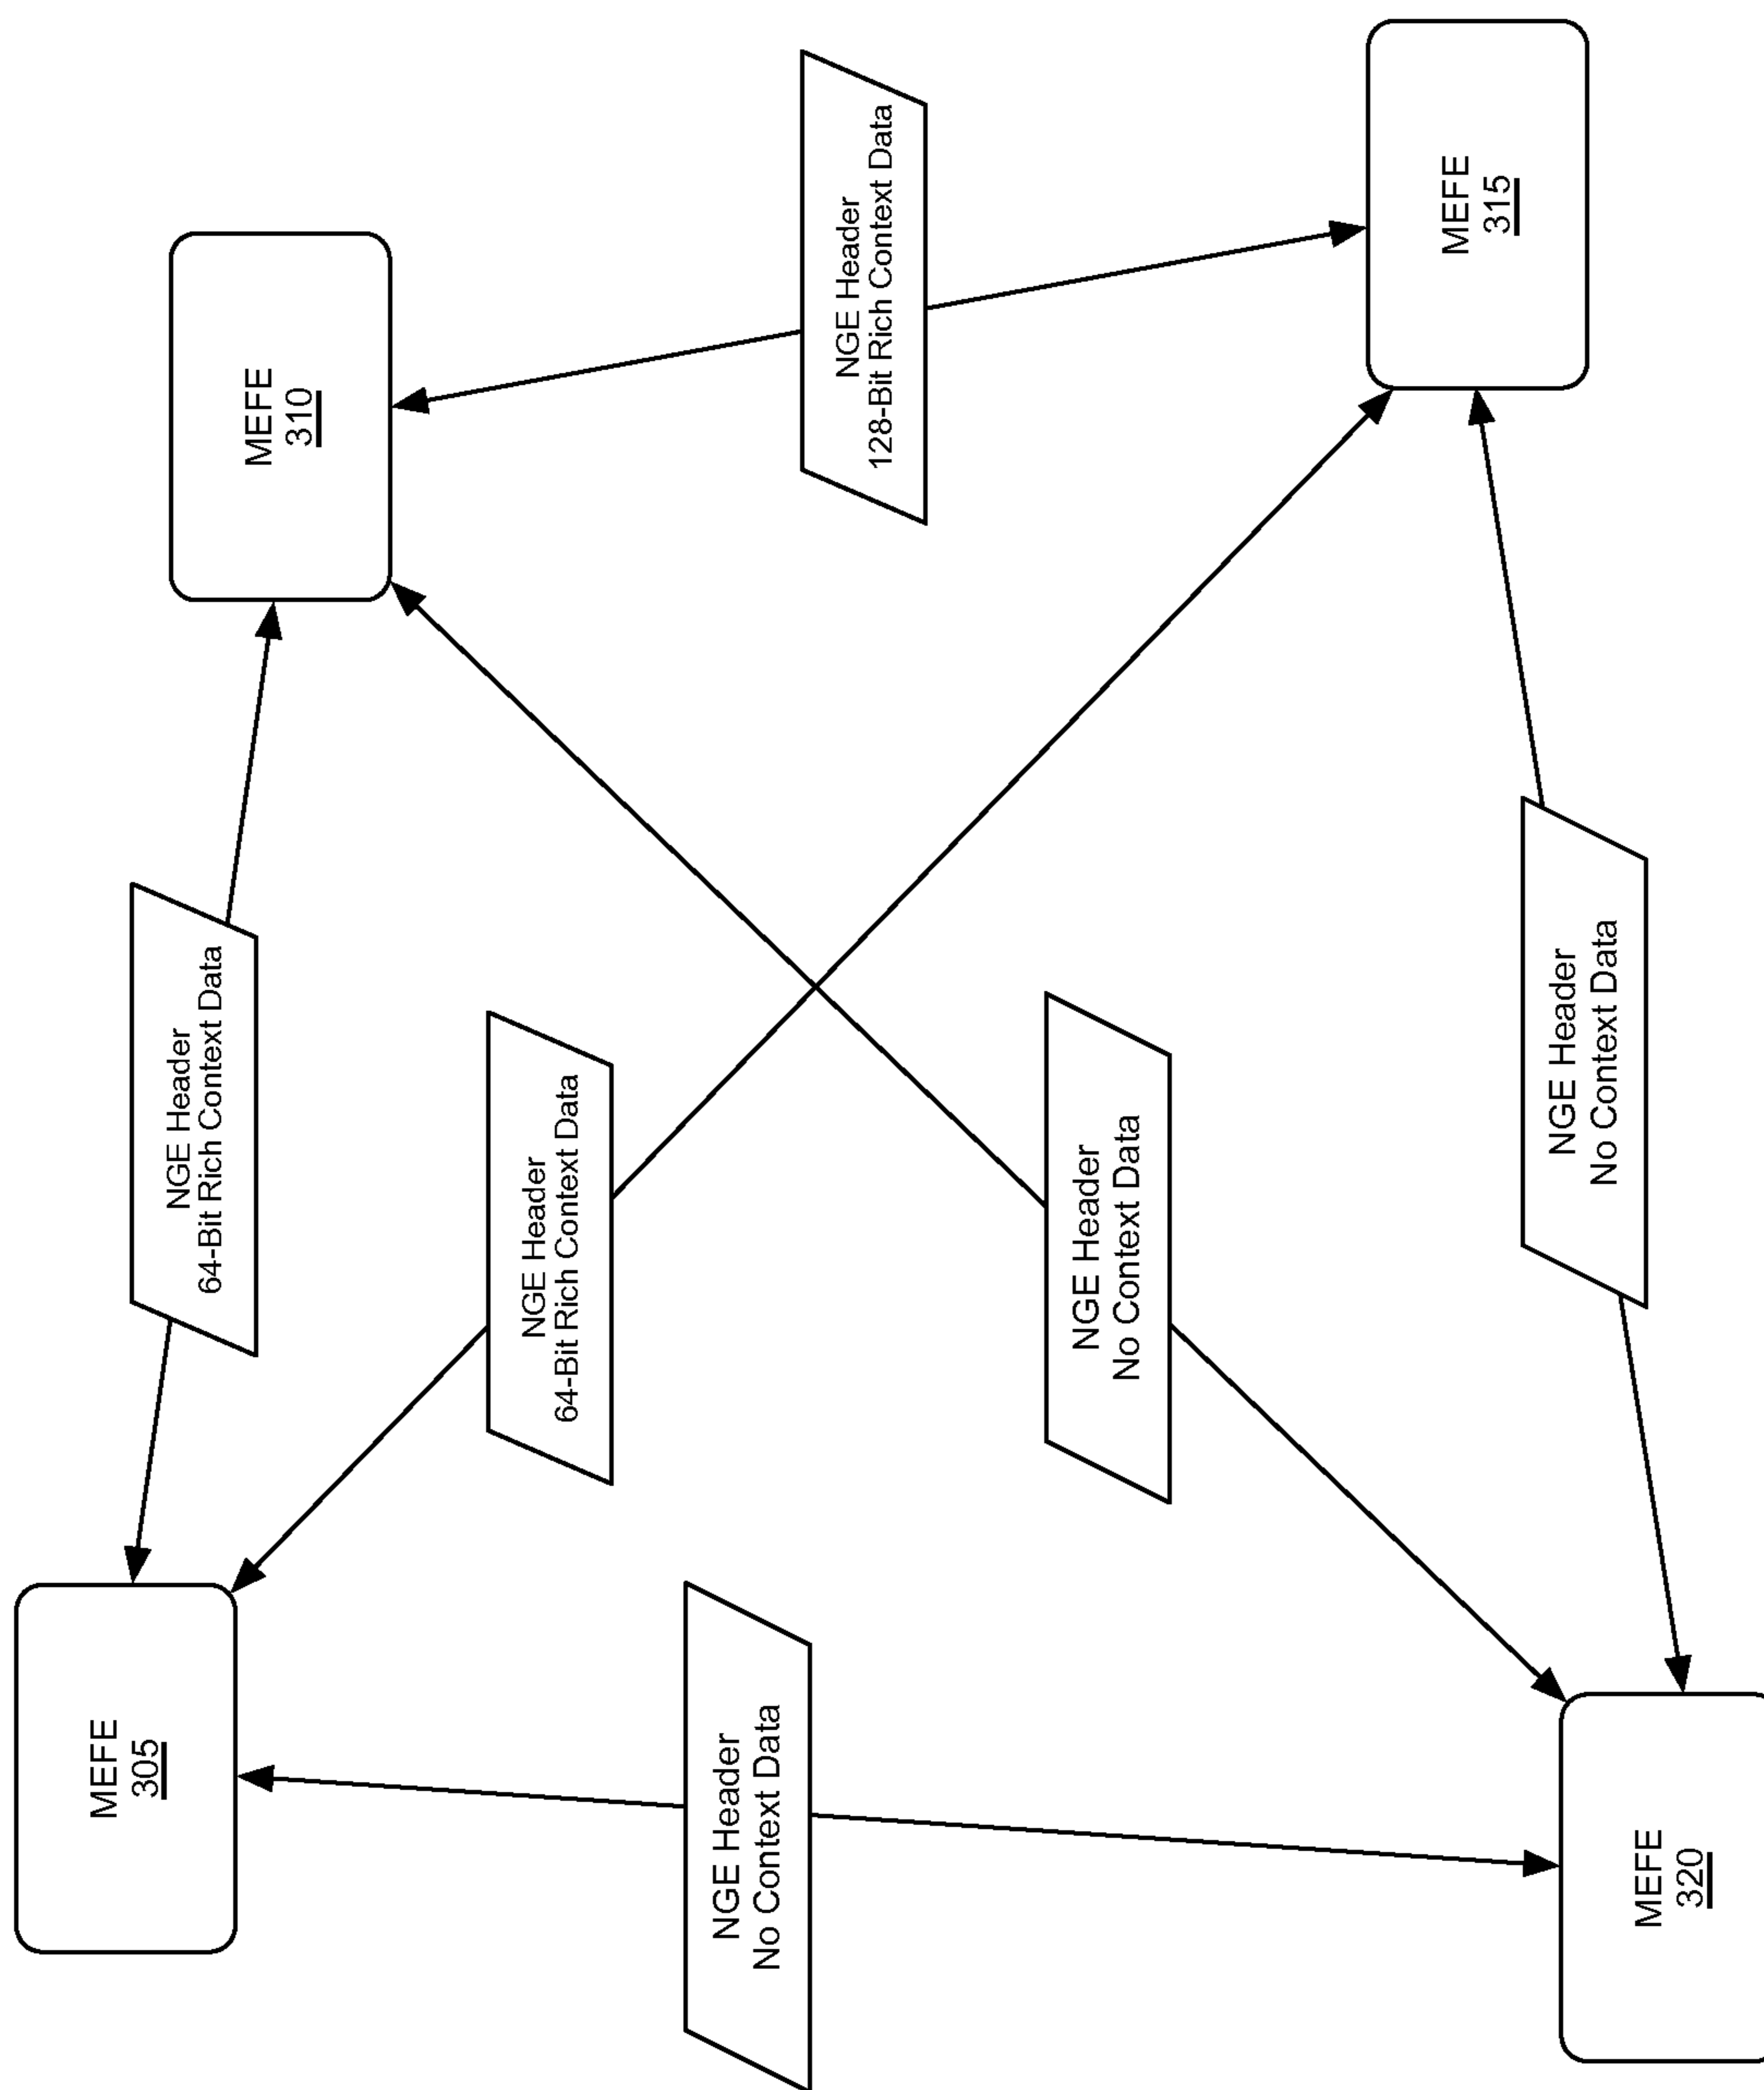 MEFE
305
NGE Header
64-Bit Rich Context Data
MEFE
310
NGE Header
64-Bit Rich Context Data
NGE Header
No Context Data
NGE Header
128-Bit Rich Context Data
NGE Header
No Context Data
MEFE
315
NGE Header
No Context Data
MEFE
320